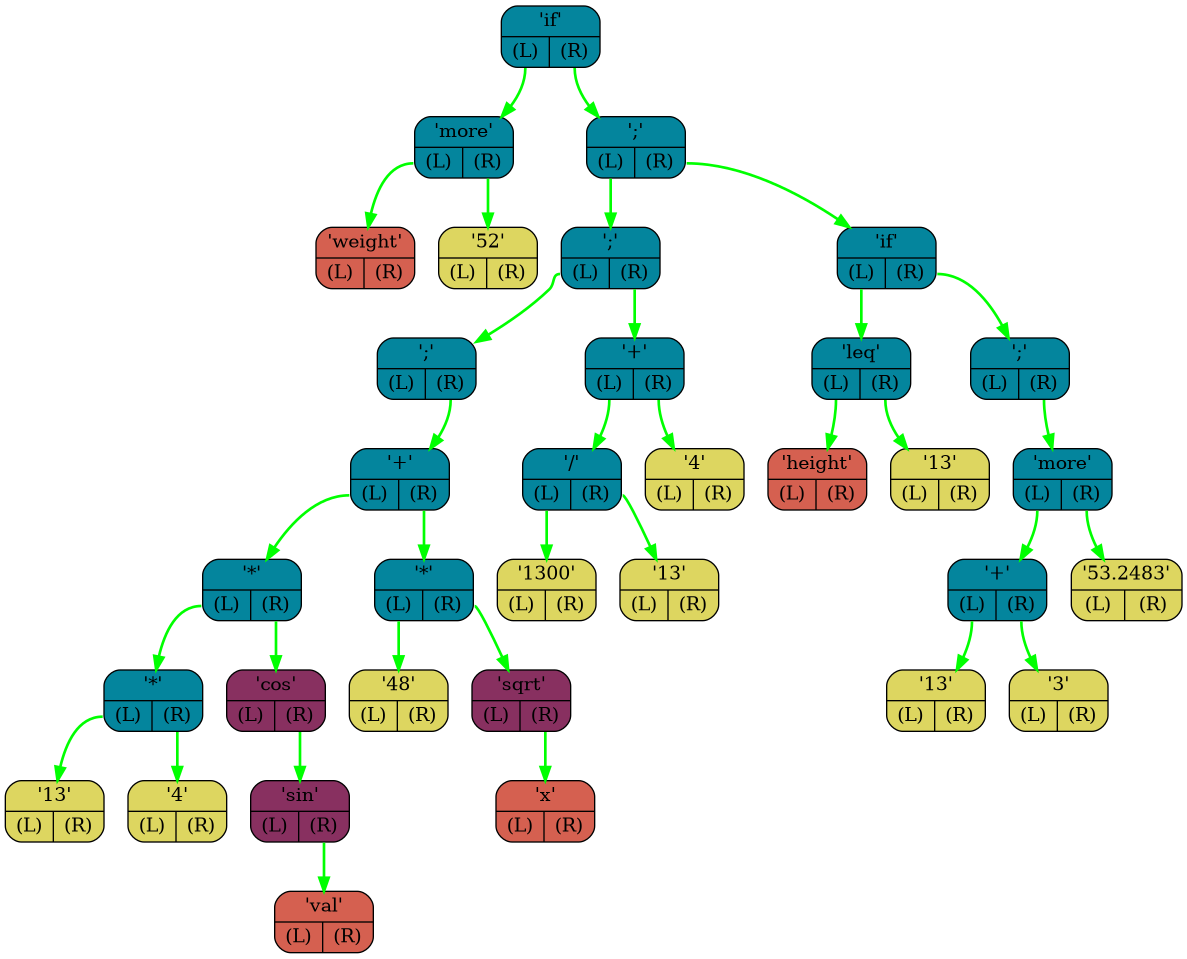 'if'
(L) (R)
'more' ';'
(L) (R) (L) (R)
'weight' '52' ';' 'if'
(L) (R) (L) (R) (L) (R) (L) (R)
';' '+' 'leq' ';'
(L) (R) (L) (R) (L) (R) (L) (R)
'+' '/' '4' 'height' '13' 'more'
(L) (R) (L) (R) (L) (R) (L) (R) (L) (R) (L) (R)
'*' '*' '1300' '13' '+' '53.2483'
(L) (R) (L) (R) (L) (R) (L) (R) (L) (R) (L) (R)
'*' 'cos' '48' 'sqrt' '13' '3'
(L) (R) (L) (R) (L) (R) (L) (R) (L) (R) (L) (R)
'13' '4' 'sin' 'x'
(L) (R) (L) (R) (L) (R) (L) (R)
'val'
(L) (R)